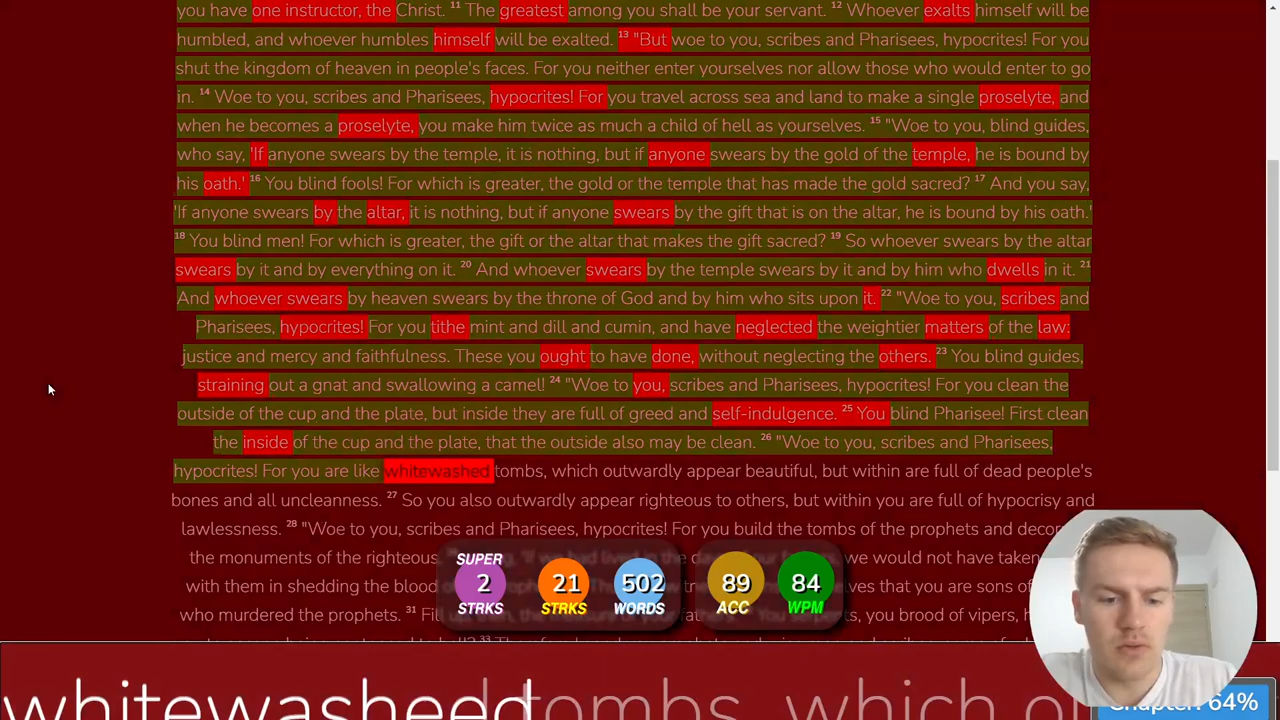 you have one instructor, the Christ. 11 The greatest among you shall be your servant. 12 Whoever exalts himself will be
humbled, and whoever humbles himself will be exalted. 13 "But woe to you, scribes and Pharisees, hypocrites! For you
shut the kingdom of heaven in people's faces. For you neither enter yourselves nor allow those who would enter to go
in. 14 Woe to you, scribes and Pharisees, hypocrites! For you travel across sea and land to make a single proselyte, and
when he becomes a proselyte, you make him twice as much a child of hell as yourselves. 15 "Woe to you, blind guides,
who say, 'If anyone swears by the temple, it is nothing, but if anyone swears by the gold of the temple, he is bound by
his oath.' 16 You blind fools! For which is greater, the gold or the temple that has made the gold sacred? 17 And you say,
'If anyone swears by the altar, it is nothing, but if anyone swears by the gift that is on the altar, he is bound by his oath.'
18 You blind men! For which is greater, the gift or the altar that makes the gift sacred? 19 So whoever swears by the altar
swears by it and by everything on it. 20 And whoever swears by the temple swears by it and by him who dwells in it. 21
And whoever swears by heaven swears by the throne of God and by him who sits upon it. 22 "Woe to you, scribes and
Pharisees, hypocrites! For you tithe mint and dill and cumin, and have neglected the weightier matters of the law:
justice and mercy and faithfulness. These you ought to have done, without neglecting the others. 23 You blind guides,
straining out a gnat and swallowing a camel! 24 "Woe to you, scribes and Pharisees, hypocrites! For you clean the
outside of the cup and the plate, but inside they are full of greed and self-indulgence. 25 You blind Pharisee! First clean
the inside of the cup and the plate, that the outside also may be clean. 26 "Woe to you, scribes and Pharisees,
hypocrites! For you are like whitewashed tombs, which outwardly appear beautiful, but within are full of dead people's
bones and all uncleanness. 27 So you also outwardly appear righteous to others, but within you are full of hypocrisy and
lawlessness. 28 "Woe to you, scribes and Pharisees, hypocrites! For you build the tombs of the prophets and
the monuments of the righteous, we would not have taken
with them in shedding the blood that you are sons of
who murdered the prophets. 31 you brood of vipers,
SUPER 2 STRKS
21 STRKS
502 WORDS
89 ACC
84 WPM
whitewasheed tombs, which
Chapter: 64%